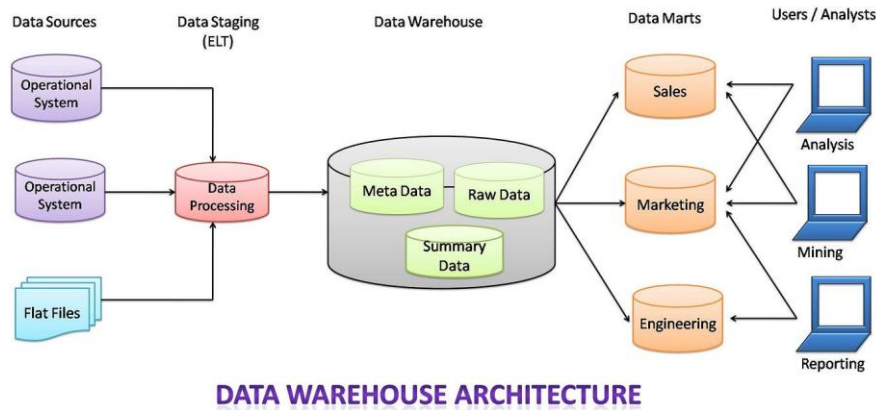 Data Sources
Data Staging
(ELT)
Data Warehouse
Data Marts
Users / Analysts
Operational
System
Operational
System
Flat Files
Data
Processing
Meta Data
Raw Data
Summary
Data
Sales
Marketing
Engineering
Analysis
Mining
Reporting
DATA WAREHOUSE ARCHITECTURE